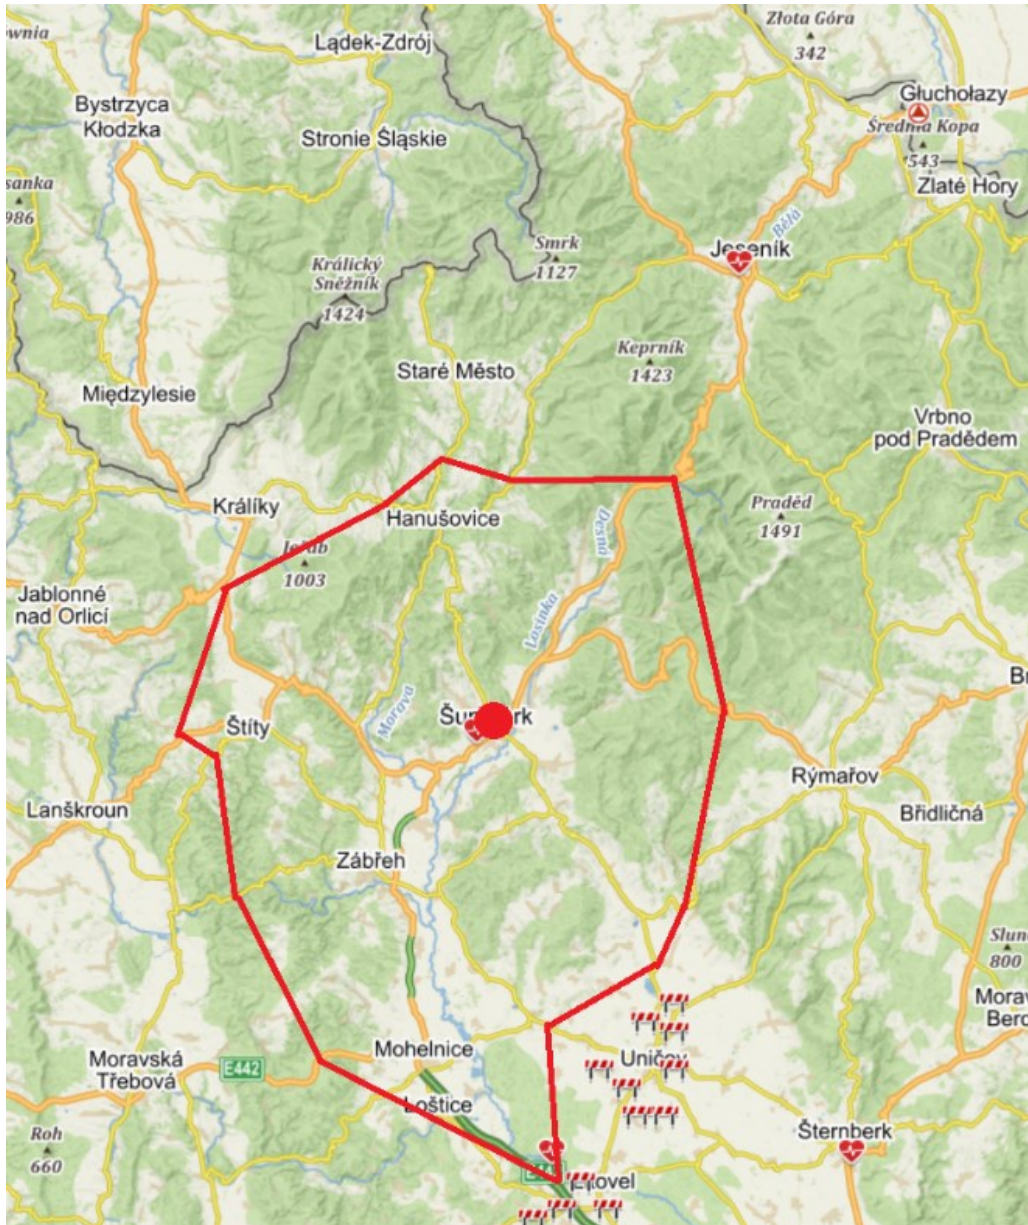 Złota Góra
342
Lądek-Zdrój
Bystrzyca
Kłodzka
Głuchołazy
Średnia Kopa
543
Stronie Śląskie
986
Zlaté Hory
Bělá
Smrk
1127
Jeseník
Králický
Sněžník
1424
Keprník
1423
Staré Město
Międzylesie
Vrbno
pod Pradědem
Králíky
Hanušovice
Praděd
1491
Desná
Jeřáb
1003
Jablonné
nad Orlicí
Losinka
Morava
Štíty
Rýmařov
Lanškroun
Břidličná
Zábřeh
800
Mohelnice
Uničov
Moravská
Třebová
E442
Loštice
Roh
660
Šternberk